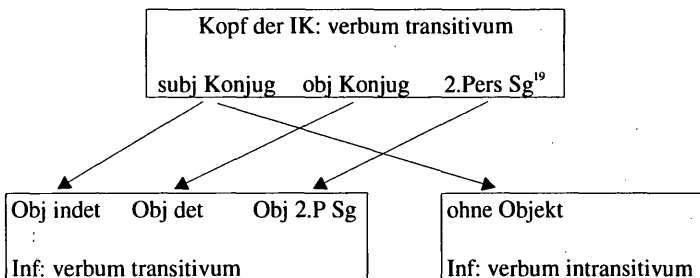 Kopf der IK: verbum transitivum
subj Konjug obj Konjug 2.Pers Sg¹⁹
Obj indet Obj det Obj 2.P Sg
Inf: verbum transitivum
ohne Objekt
Inf: verbum intransitivum